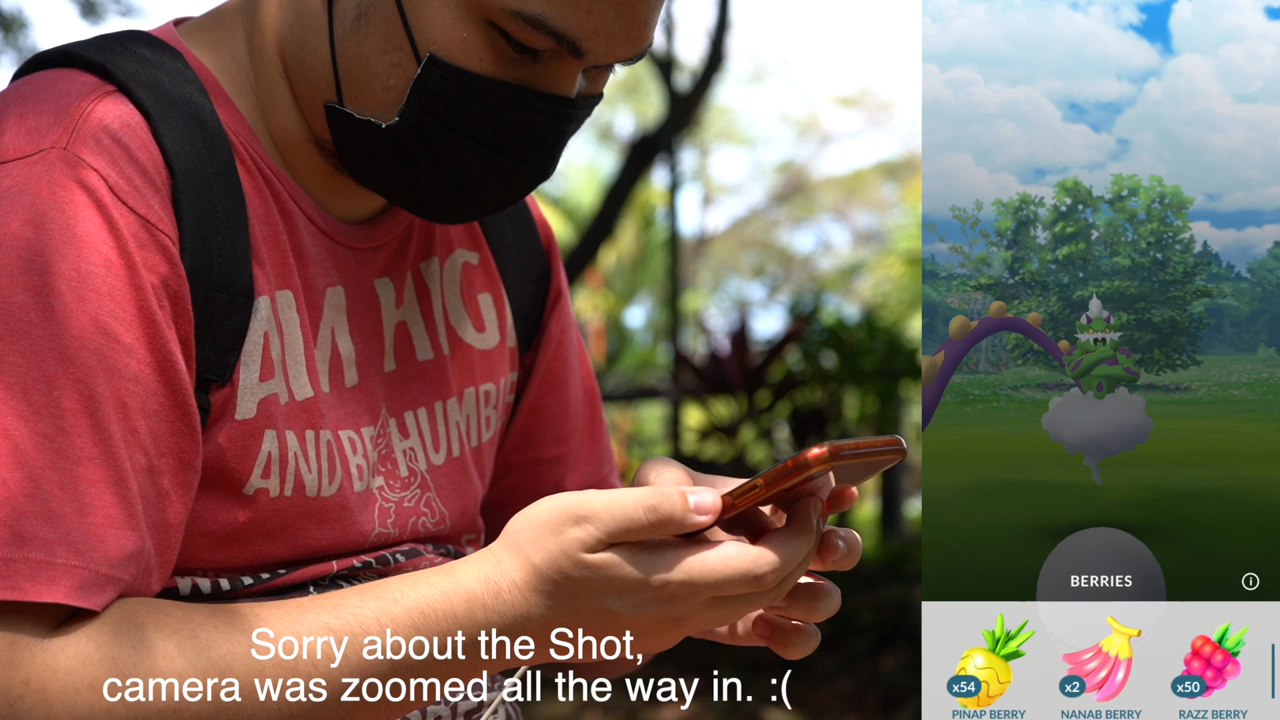 AIM HIGH
AND BE HUMBLE
Sorry about the Shot,
camera was zoomed all the way in. :(
BERRIES
x54
x2
x50
PINAP BERRY
NANAB BERRY
RAZZ BERRY